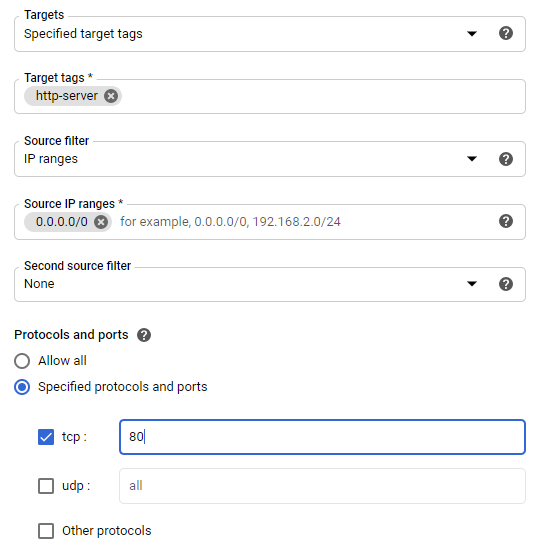 Targets
Specified target tags
Target tags *
http-server
Source filter
IP ranges
Source IP ranges *
0.0.0.0/0 for example, 0.0.0.0/0, 192.168.2.0/24
Second source filter
None
Protocols and ports
Allow all
Specified protocols and ports
tcp : 80
udp : all
Other protocols